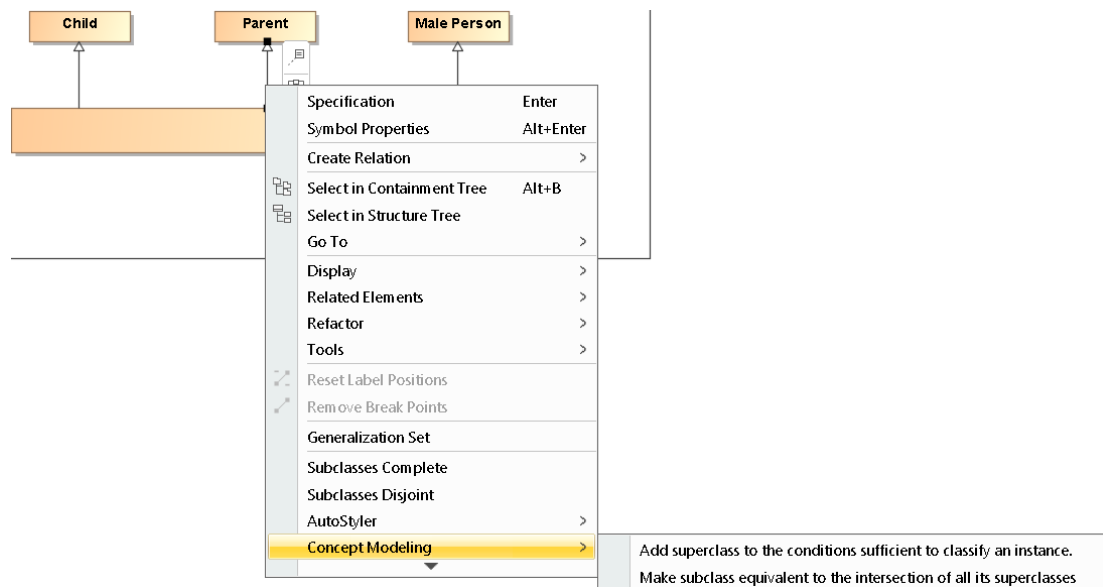 Child Parent Male Person
Specification Enter
Symbol Properties Alt+Enter
Create Relation >
Select in Containment Tree Alt+B
Select in Structure Tree
Go To >
Display >
Related Elements >
Refactor >
Tools >
Reset Label Positions
Remove Break Points
Generalization Set
Subclasses Complete
Subclasses Disjoint
AutoStyler >
Concept Modeling >
Add superclass to the conditions sufficient to classify an instance.
Make subclass equivalent to the intersection of all its superclasses